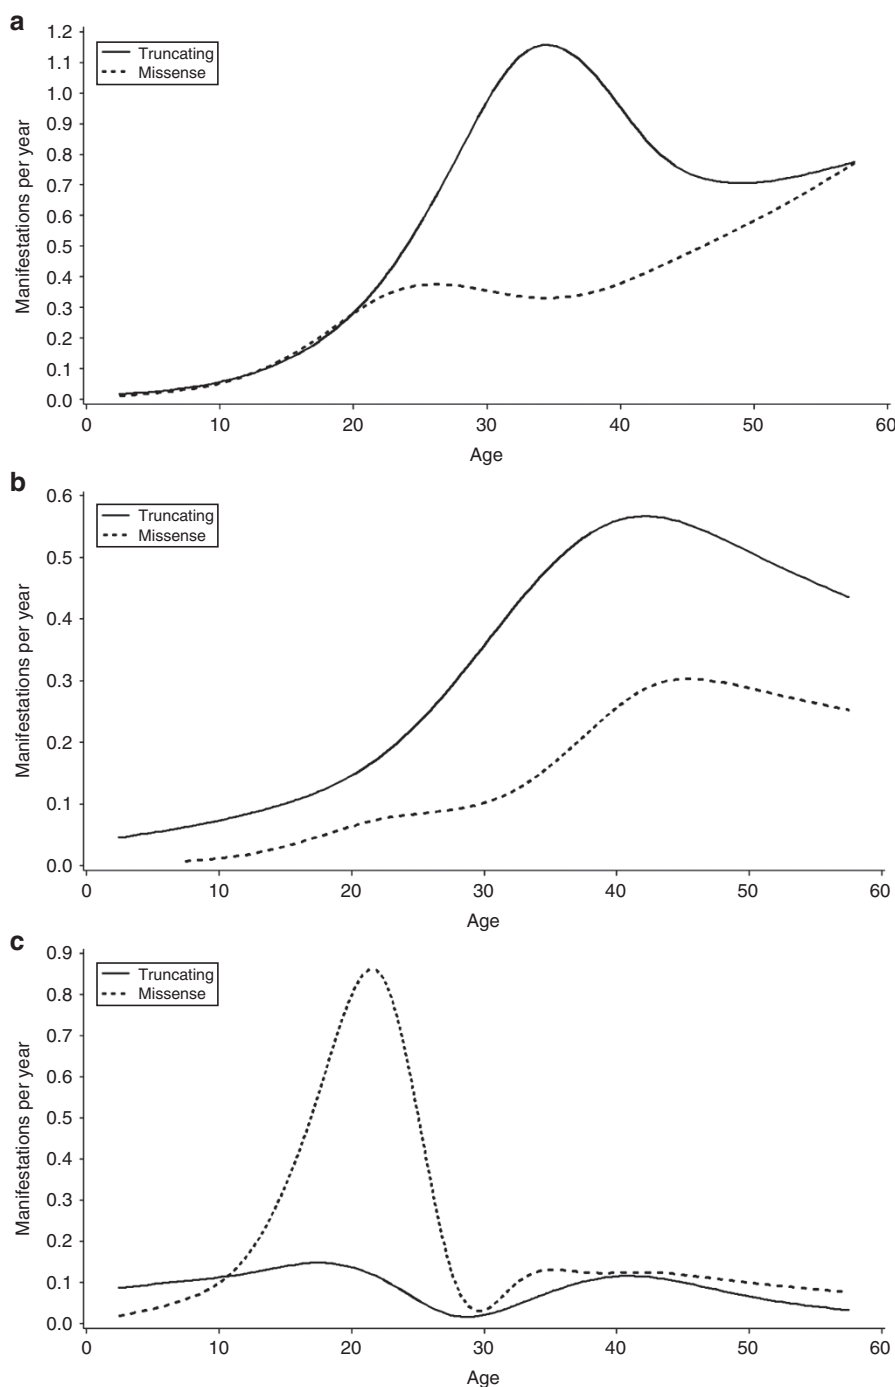 a
1.2
1.1
1.0
0.9
0.8
0.7
0.6
0.5
0.4
0.3
0.2
0.1
0.0
Manifestations per year
Truncating
Missense
0 10 20 30 40 50 60
Age
b
0.6
0.5
0.4
0.3
0.2
0.1
0.0
Manifestations per year
Truncating
Missense
0 10 20 30 40 50 60
Age
c
0.9
0.8
0.7
0.6
0.5
0.4
0.3
0.2
0.1
0.0
Manifestations per year
Truncating
Missense
0 10 20 30 40 50 60
Age